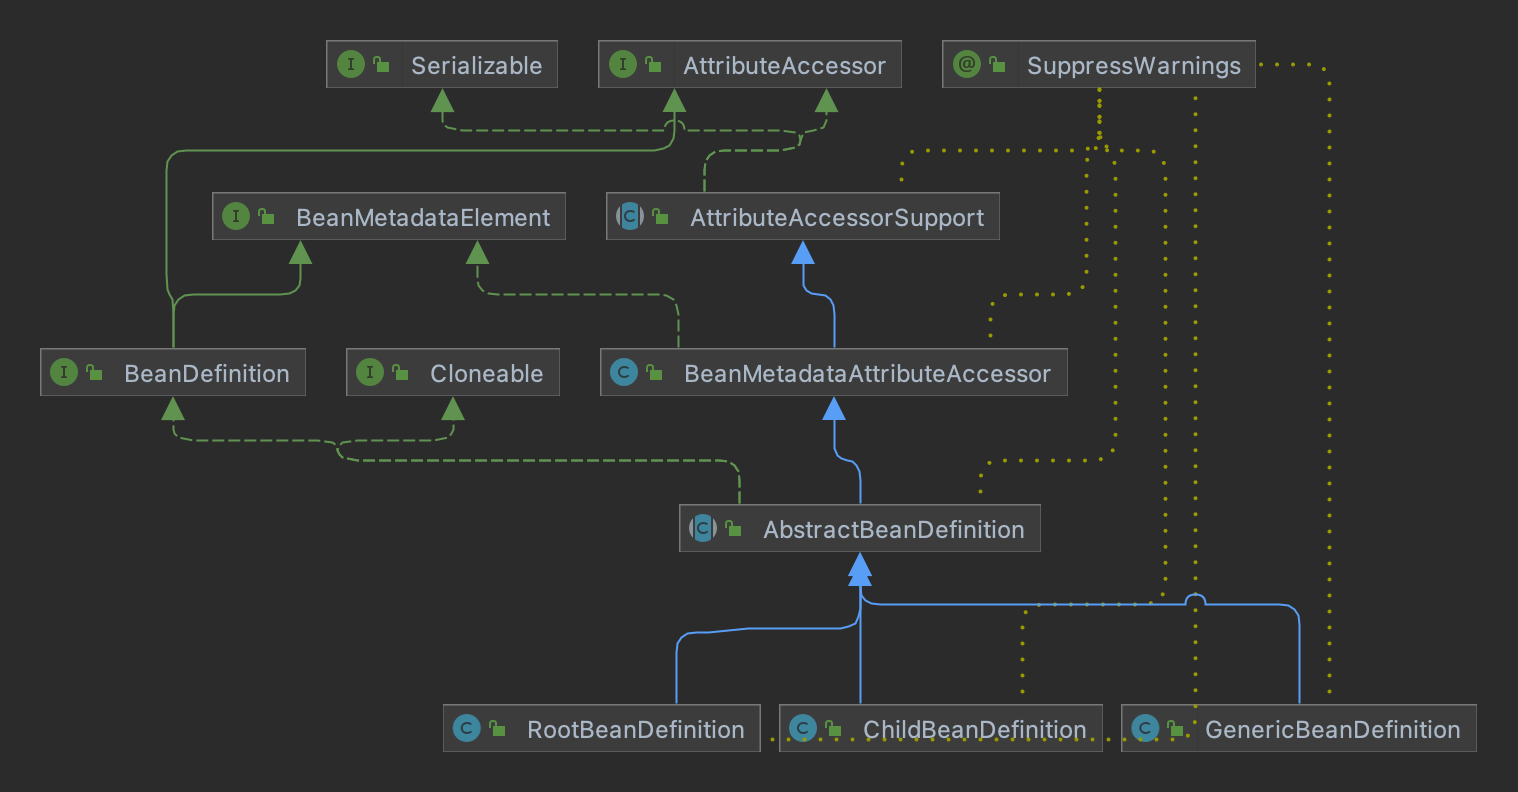 I Serializable
I AttributeAccessor
@ SuppressWarnings
I BeanMetadataElement
C AttributeAccessorSupport
I BeanDefinition
I Cloneable
C BeanMetadataAttributeAccessor
C AbstractBeanDefinition
C RootBeanDefinition
C ChildBeanDefinition
C GenericBeanDefinition